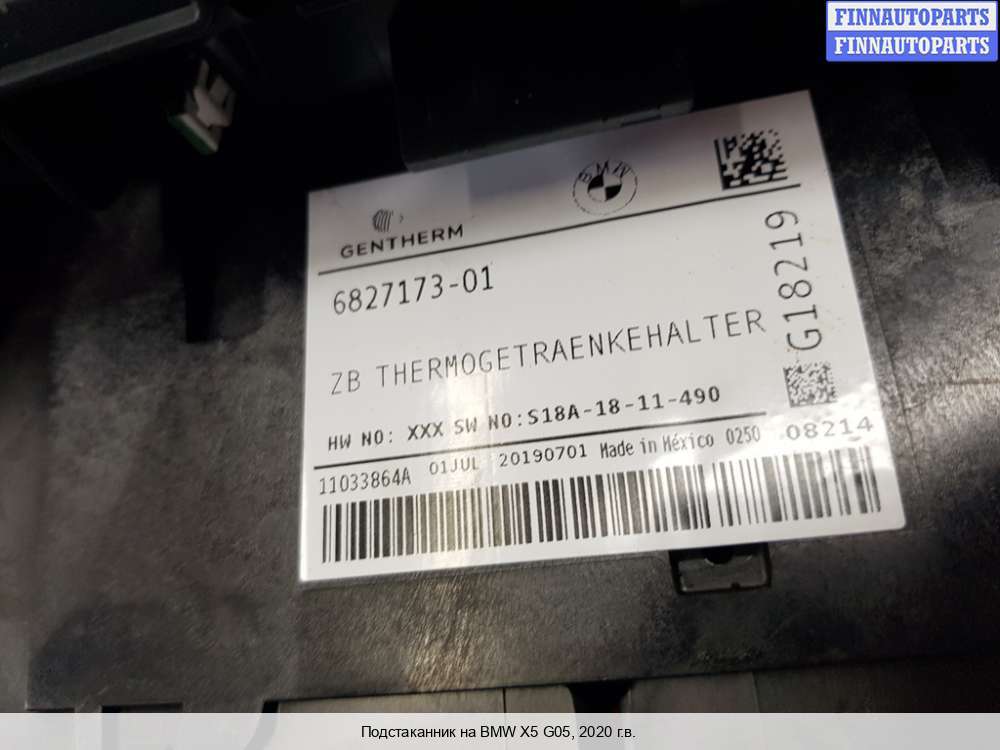 FINNAUTOPARTS
FINNAUTOPARTS
BMW
GENTHERM
6827173-01
G18219
ZB THERMOGETRAENKEHALTER
HW NO: XXX SW NO:S18A-18-11-490
11033864A 01JUL 20190701 Made in México 0250 08214
Подстаканник на BMW X5 G05, 2020 г.в.